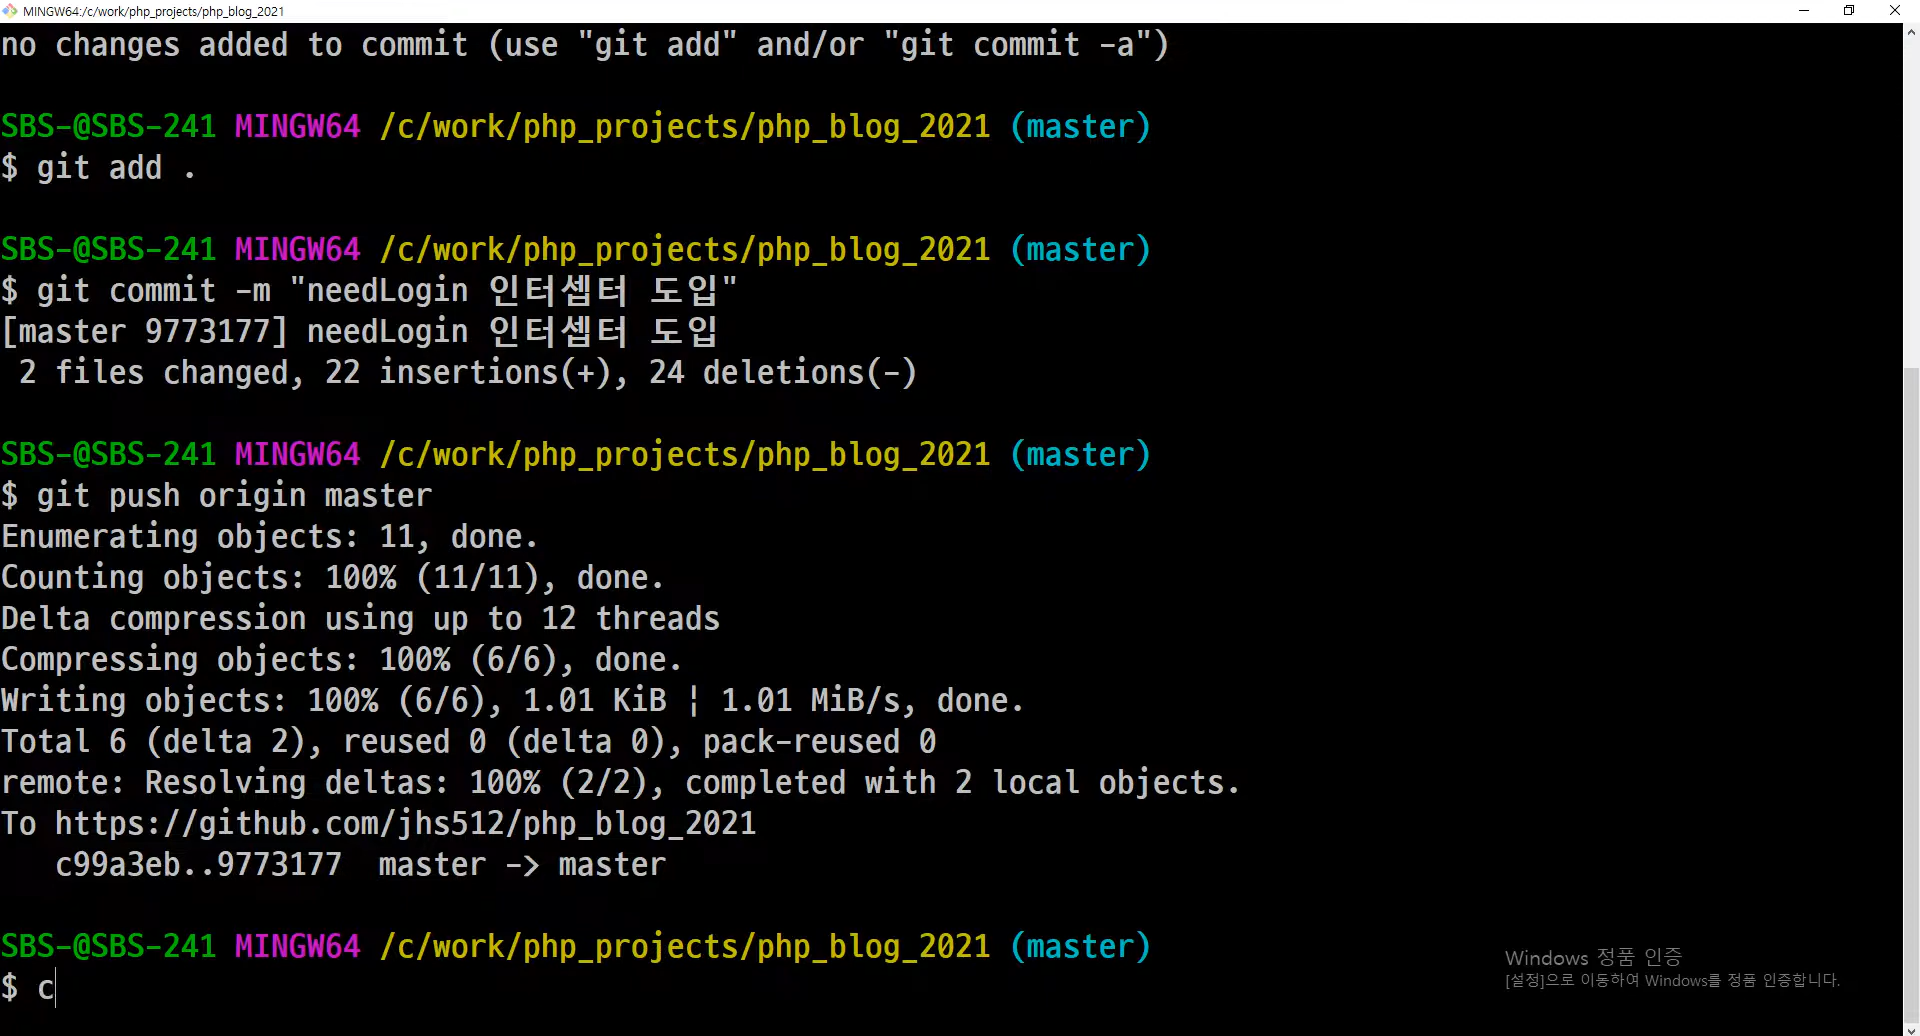 MINGW64:/c/work/php_projects/php_blog_2021
no changes added to commit (use "git add" and/or "git commit -a")
SBS-@SBS-241 MINGW64 /c/work/php_projects/php_blog_2021 (master)
$ git add .
SBS-@SBS-241 MINGW64 /c/work/php_projects/php_blog_2021 (master)
$ git commit -m "needLogin 인터셉터 도입"
[master 9773177] needLogin 인터셉터 도입
 2 files changed, 22 insertions(+), 24 deletions(-)
SBS-@SBS-241 MINGW64 /c/work/php_projects/php_blog_2021 (master)
$ git push origin master
Enumerating objects: 11, done.
Counting objects: 100% (11/11), done.
Delta compression using up to 12 threads
Compressing objects: 100% (6/6), done.
Writing objects: 100% (6/6), 1.01 KiB ¦ 1.01 MiB/s, done.
Total 6 (delta 2), reused 0 (delta 0), pack-reused 0
remote: Resolving deltas: 100% (2/2), completed with 2 local objects.
To https://github.com/jhs512/php_blog_2021
   c99a3eb..9773177  master -> master
SBS-@SBS-241 MINGW64 /c/work/php_projects/php_blog_2021 (master)
$ c
Windows 정품 인증
[설정]으로 이동하여 Windows를 정품 인증합니다.